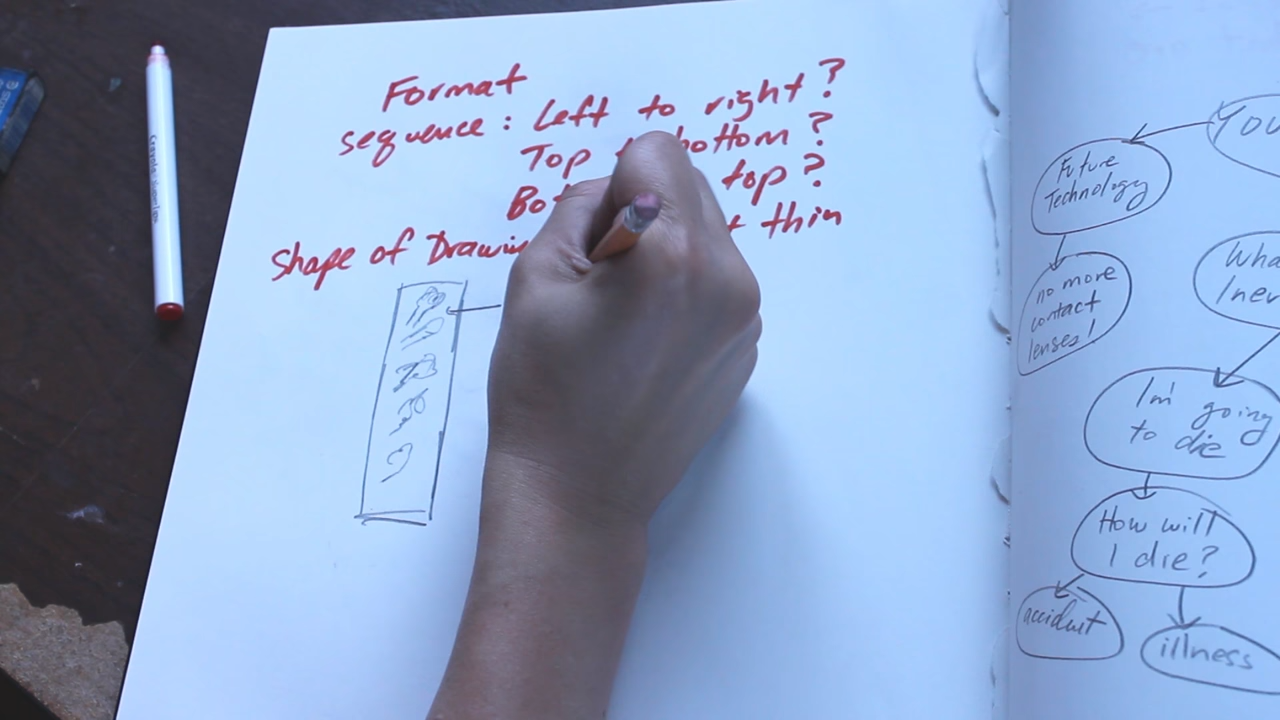 Format
sequence: Left to right?
Top bottom?
top?
Shape of thin
Future
Technology
no more
contact
lenses!
I'm going
to die
How will
I die?
accident
illness